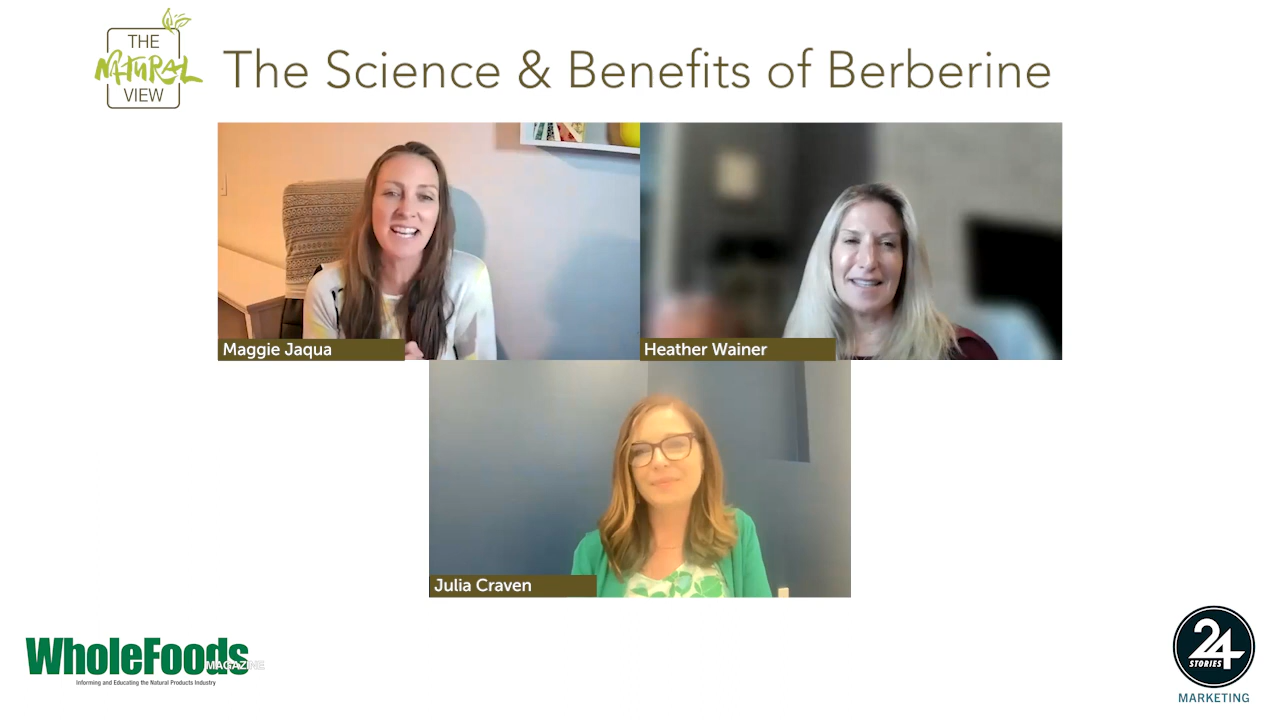 THE
NATURAL
VIEW
The Science & Benefits of Berberine
Maggie Jaqua
Heather Wainer
Julia Craven
WholeFoods
MAGAZINE
Informing and Educating the Natural Products Industry
24
STORIES
MARKETING